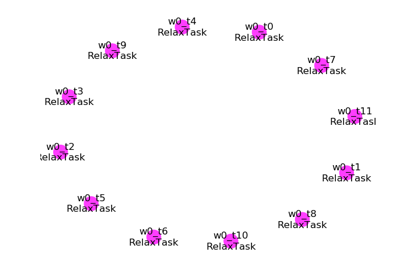 w0_t4
RelaxTask
w0_t0
RelaxTask
w0_t9
RelaxTask
w0_t7
RelaxTask
w0_t3
RelaxTask
w0_t11
RelaxTasl
w0_t2
elaxTask
w0_t1
RelaxTask
w0_t5
RelaxTask
w0_t8
RelaxTask
w0_t6
RelaxTask
w0_t10
RelaxTask